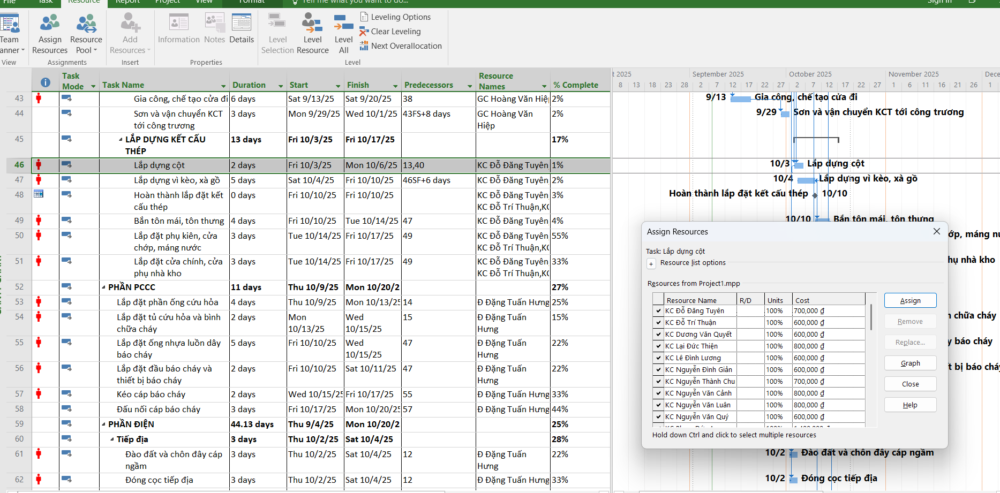 File Task Resource Report Project View Format Tell me what you want to do... Sign in
Team
Assign
Resources
Resource
Pool
Add
Resources
Information
Notes
Details
Level
Selection
Level
Resource
Level
All
Leveling Options
Clear Leveling
Next Overallocation
View Assignments Insert Properties Level
Task Mode Task Name Duration Start Finish Predecessors Resource Names % Complete
2025 September 2025 October 2025 November 2025
8 13 18 23 28 2 7 12 17 22 27 2 7 12 17 22 27 1 6 11 16 21 26 1
43 Gia công, chế tạo cửa đi 6 days Sat 9/13/25 Sat 9/20/25 38 GC Hoàng Văn Hiệp 2%
44 Sơn và vận chuyển KCT tới công trương 3 days Mon 9/29/25 Wed 10/1/25 43FS+8 days GC Hoàng Văn Hiệp 2%
45 LẮP DỰNG KẾT CẤU THÉP 13 days Fri 10/3/25 Fri 10/17/25 17%
46 Lắp dựng cột 2 days Fri 10/3/25 Mon 10/6/25 13,40 KC Đỗ Đăng Tuyên 1%
47 Lắp dựng vì kèo, xà gồ 5 days Sat 10/4/25 Fri 10/10/25 46SF+6 days KC Đỗ Đăng Tuyên 2%
48 Hoàn thành lắp đặt kết cấu thép 0 days Fri 10/10/25 Fri 10/10/25 KC Đỗ Đăng Tuyên KC Đỗ Trí Thuận, 3%
49 Bắn tôn mái, tôn thưng 4 days Fri 10/10/25 Tue 10/14/25 47 KC Đỗ Đăng Tuyên 4%
50 Lắp đặt phụ kiên, cửa chớp, máng nước 3 days Tue 10/14/25 Fri 10/17/25 49 KC Đỗ Đăng Tuyên KC Đỗ Trí Thuận, 55%
51 Lắp đặt cửa chính, cửa phụ nhà kho 3 days Tue 10/14/25 Fri 10/17/25 49 KC Đỗ Đăng Tuyên KC Đỗ Trí Thuận, 33%
52 PHẦN PCCC 11 days Thu 10/9/25 Mon 10/20/2 27%
53 Lắp đặt phần ống cứu hỏa 4 days Thu 10/9/25 Mon 10/13/25 14 Đ Đặng Tuấn Hưng 25%
54 Lắp đặt tủ cứu hỏa và bình chữa cháy 2 days Mon 10/13/25 Wed 10/15/25 15 Đ Đặng Tuấn Hưng 15%
55 Lắp đặt ống nhựa luồn dây báo cháy 5 days Fri 10/10/25 Wed 10/15/25 47 Đ Đặng Tuấn Hưng 22%
56 Lắp đặt đầu báo cháy và thiết bị báo cháy 2 days Fri 10/10/25 Sat 10/11/25 47 Đ Đặng Tuấn Hưng 22%
57 Kéo cáp báo cháy 2 days Wed 10/15/25 Fri 10/17/25 55 Đ Đặng Tuấn Hưng 33%
58 Đấu nối cáp báo cháy 3 days Fri 10/17/25 Mon 10/20/25 57 Đ Đặng Tuấn Hưng 44%
59 PHẦN ĐIỆN 44.13 days Thu 9/4/25 Mon 10/20/2 25%
60 Tiếp địa 3 days Thu 10/2/25 Sat 10/4/25 28%
61 Đào đất và chôn đây cáp ngầm 3 days Thu 10/2/25 Sat 10/4/25 12 Đ Đặng Tuấn Hưng 22%
62 Đóng cọc tiếp địa 3 days Thu 10/2/25 Sat 10/4/25 12 Đ Đặng Tuấn Hưng 33%
9/13 Gia công, chế tạo cửa đi
9/29 Sơn và vận chuyển KCT tới công trương
10/3 Lắp dựng cột
10/4 Lắp dựng vì kèo, xà gồ
Hoàn thành lắp đặt kết cấu thép 10/10
10/10 Bắn tôn mái, tôn thưng
Assign Resources
Task: Lắp dựng cột
Resource list options
Resources from Project1.mpp
Resource Name R/D Units Cost
KC Đỗ Đăng Tuyên 100% 700,000 ₫
KC Đỗ Trí Thuận 100% 600,000 ₫
KC Dương Văn Quyết 100% 600,000 ₫
KC Lại Đức Thiện 100% 800,000 ₫
KC Lê Đình Lương 100% 600,000 ₫
KC Nguyễn Đình Giản 100% 600,000 ₫
KC Nguyễn Thành Chu 100% 700,000 ₫
KC Nguyễn Văn Cảnh 100% 800,000 ₫
KC Nguyễn Văn Luân 100% 800,000 ₫
KC Nguyễn Văn Quý 100% 600,000 ₫
Assign
Remove
Replace...
Graph
Close
Help
Hold down Ctrl and click to select multiple resources
máng
phụ nhà kho
chữa cháy
báo cháy
bị báo
10/2 Đào đất và chôn đây cáp ngầm
10/2 Đóng cọc tiếp địa